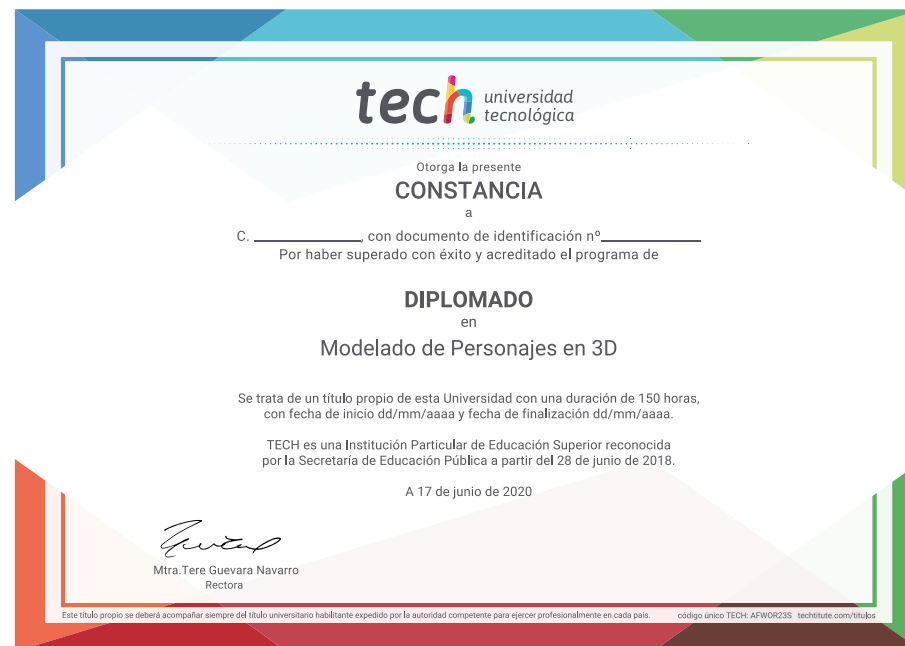 tech universidad
tecnológica
Otorga la presente
CONSTANCIA
a
C. ____________, con documento de identificación nº____________
Por haber superado con éxito y acreditado el programa de
DIPLOMADO
en
Modelado de Personajes en 3D
Se trata de un título propio de esta Universidad con una duración de 150 horas,
con fecha de inicio dd/mm/aaaa y fecha de finalización dd/mm/aaaa.
TECH es una Institución Particular de Educación Superior reconocida
por la Secretaría de Educación Pública a partir del 28 de junio de 2018.
A 17 de junio de 2020
Mtra.Tere Guevara Navarro
Rectora
Este título propio se deberá acompañar siempre del título universitario habilitante expedido por la autoridad competente para ejercer profesionalmente en cada país. código único TECH: AFWOR23S techtitute.com/titulos